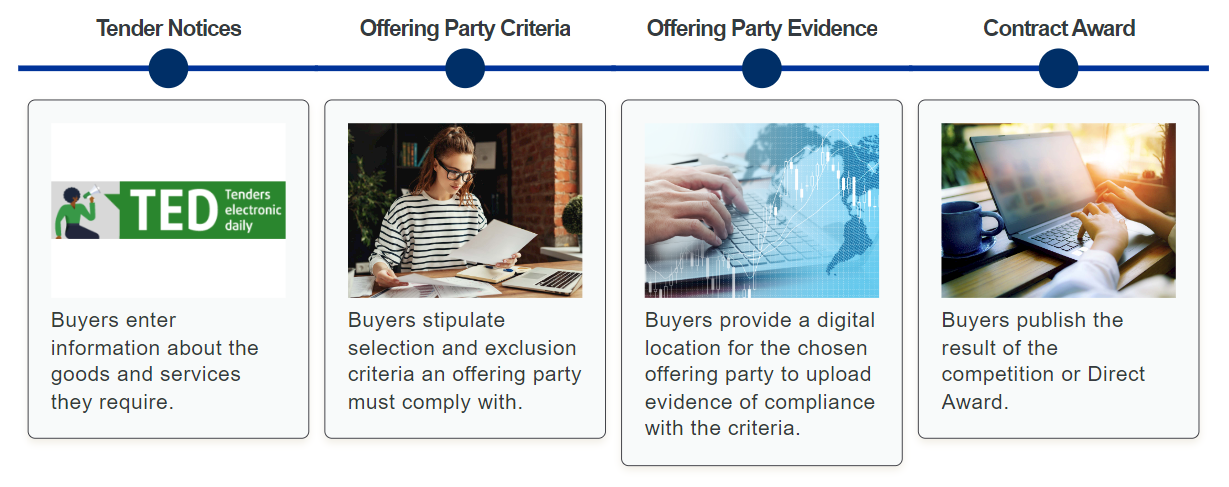 Tender Notices
Offering Party Criteria
Offering Party Evidence
Contract Award
TED
Tenders
electronic
daily
Buyers enter
information about the
goods and services
they require.
Buyers stipulate
selection and exclusion
criteria an offering party
must comply with.
Buyers provide a digital
location for the chosen
offering party to upload
evidence of compliance
with the criteria.
Buyers publish the
result of the
competition or Direct
Award.